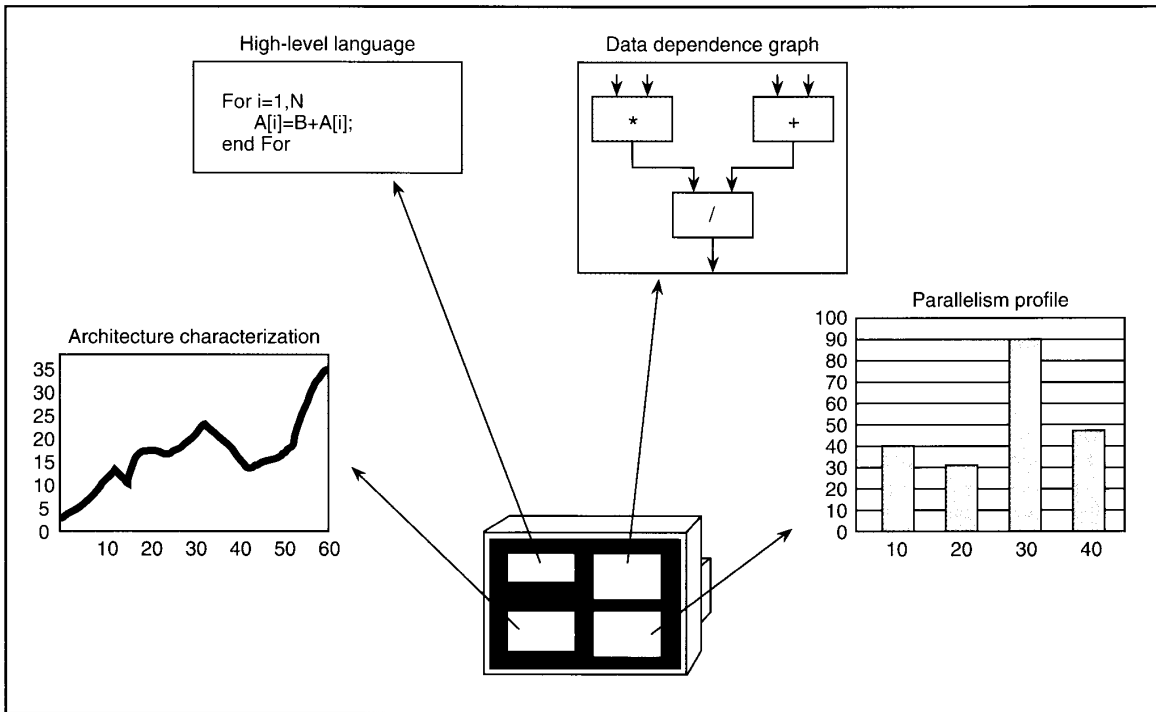 High-level language
For i=1,N
A[i]=B+A[i];
end For
Data dependence graph
* +
/
Architecture characterization
35
30
25
20
15
10
5
0
10 20 30 40 50 60
Parallelism profile
100
90
80
70
60
50
40
30
20
10
0
10 20 30 40